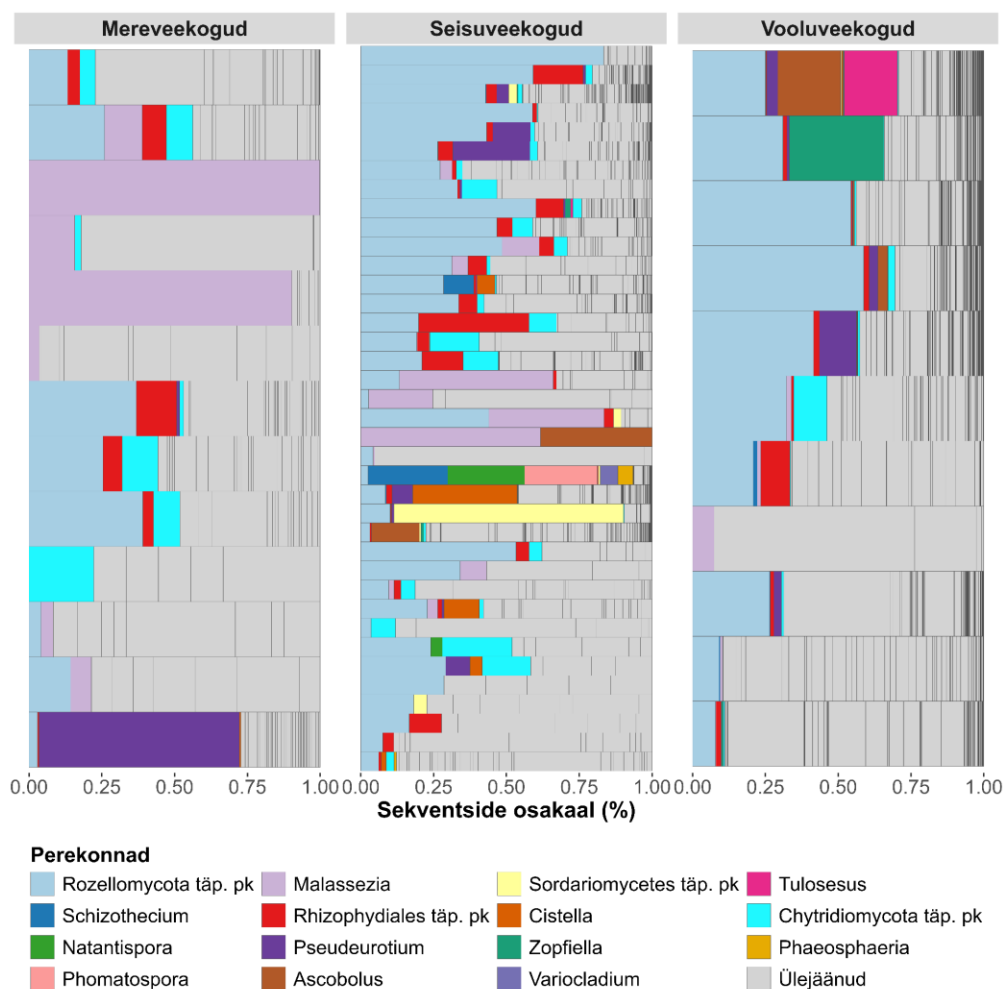 Mereveekogud Seisuveekogud Vooluveekogud
0.00 0.25 0.50 0.75 1.00 0.00 0.25 0.50 0.75 1.00 0.00 0.25 0.50 0.75 1.00
Sekventside osakaal (%)
Perekonnad
Rozellomycota täp. pk Malassezia Sordariomycetes täp. pk Tulosesus
Schizothecium Rhizophydiales täp. pk Cistella Chytridiomycota täp. pk
Natantispora Pseudeurotium Zopfiella Phaeosphaeria
Phomatospora Ascobolus Variocladium Ülejäänud